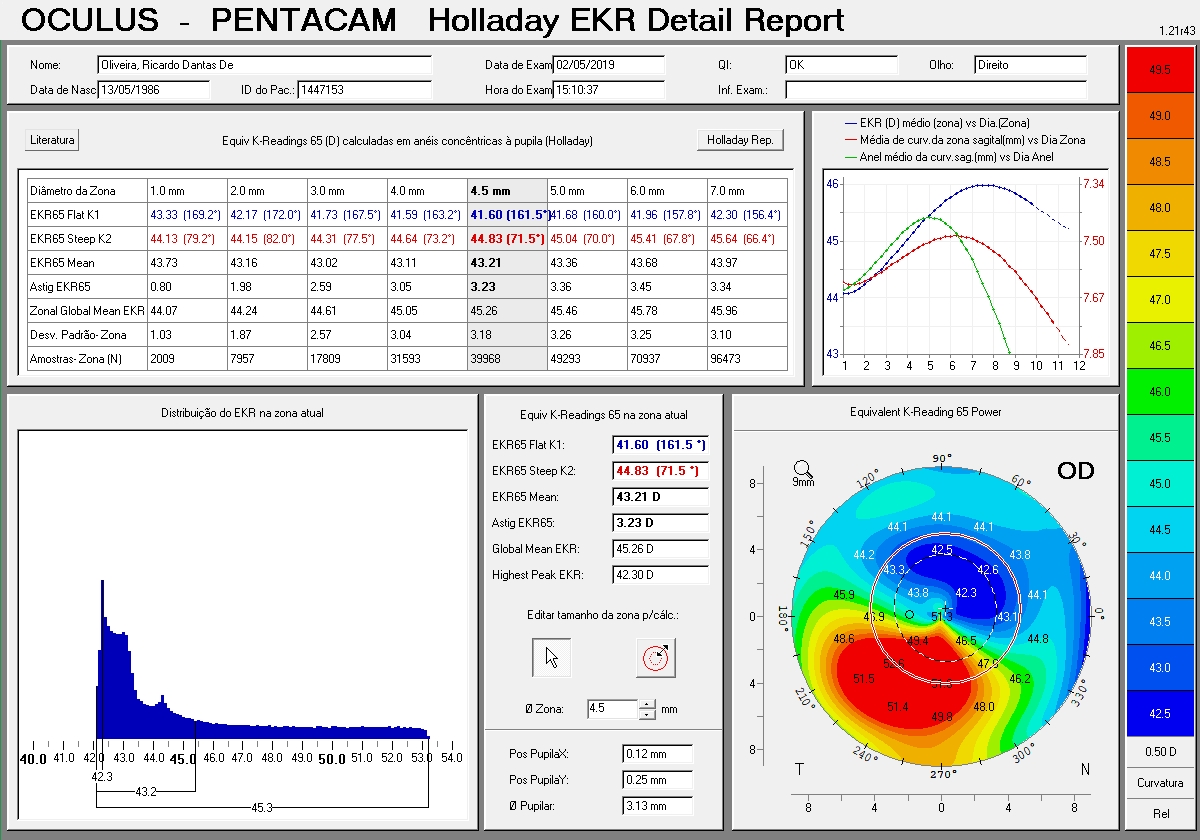 OCULUS - PENTACAM Holladay EKR Detail Report
1.21r43
Nome: Oliveira, Ricardo Dantas De Data de Exam 02/05/2019 QI: OK Olho: Direito
Data de Nasc 13/05/1986 ID do Pac.: 1447153 Hora do Exam 15:10:37 Inf. Exam.:
Literatura Equiv K-Readings 65 (D) calculadas em anéis concêntricas à pupila (Holladay) Holladay Rep.
Diâmetro da Zona 1.0 mm 2.0 mm 3.0 mm 4.0 mm 4.5 mm 5.0 mm 6.0 mm 7.0 mm
EKR65 Flat K1 43.33 (169.2°) 42.17 (172.0°) 41.73 (167.5°) 41.59 (163.2°) 41.60 (161.5°) 41.68 (160.0°) 41.96 (157.8°) 42.30 (156.4°)
EKR65 Steep K2 44.13 (79.2°) 44.15 (82.0°) 44.31 (77.5°) 44.64 (73.2°) 44.83 (71.5°) 45.04 (70.0°) 45.41 (67.8°) 45.64 (66.4°)
EKR65 Mean 43.73 43.16 43.02 43.11 43.21 43.36 43.68 43.97
Astig EKR65 0.80 1.98 2.59 3.05 3.23 3.36 3.45 3.34
Zonal Global Mean EKR 44.07 44.24 44.61 45.05 45.26 45.46 45.78 45.96
Desv. Padrão- Zona 1.03 1.87 2.57 3.04 3.18 3.26 3.25 3.10
Amostras- Zona (N) 2009 7957 17809 31593 39968 49293 70937 96473
EKR (D) médio (zona) vs Dia.(Zona)
Média de curv.da zona sagital(mm) vs Dia Zona
Anel médio da curv.sag.(mm) vs Dia Anel
46 7.34
45 7.50
44 7.67
43 7.85
1 2 3 4 5 6 7 8 9 10 11 12
Distribuição do EKR na zona atual
40.0 41.0 42.0 43.0 44.0 45.0 46.0 47.0 48.0 49.0 50.0 51.0 52.0 53.0 54.0
42.3
43.2
45.3
Equiv K-Readings 65 na zona atual
EKR65 Flat K1: 41.60 (161.5 °)
EKR65 Steep K2: 44.83 (71.5 °)
EKR65 Mean: 43.21 D
Astig EKR65: 3.23 D
Global Mean EKR: 45.26 D
Highest Peak EKR: 42.30 D
Editar tamanho da zona p/cálc.:
Ø Zona: 4.5 mm
Pos PupilaX: 0.12 mm
Pos PupilaY: 0.25 mm
Ø Pupilar: 3.13 mm
Equivalent K-Reading 65 Power
9mm
OD
90°
120° 60°
150° 30°
180° 0°
210° 330°
240° 300°
270°
8
4
0
4
8
44.1 44.1 44.1
44.2 42.5 43.8
43.3 42.6
45.9 43.8 42.3 44.1
46.9 51.3 43.1
48.6 49.4 46.5 44.8
47.9
51.5 46.2
51.4 49.8 48.0
T N
8 4 0 4 8
49.5
49.0
48.5
48.0
47.5
47.0
46.5
46.0
45.5
45.0
44.5
44.0
43.5
43.0
42.5
0.50 D
Curvatura
Rel